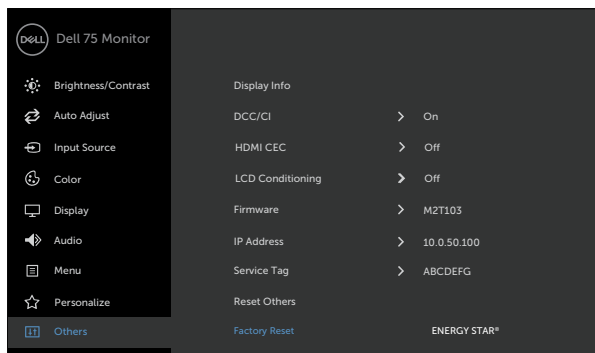 DELL Dell 75 Monitor
Brightness/Contrast Display Info
Auto Adjust DCC/CI On
Input Source HDMI CEC Off
Color LCD Conditioning Off
Display Firmware M2T103
Audio IP Address 10.0.50.100
Menu Service Tag ABCDEFG
Personalize Reset Others
Others Factory Reset ENERGY STAR®